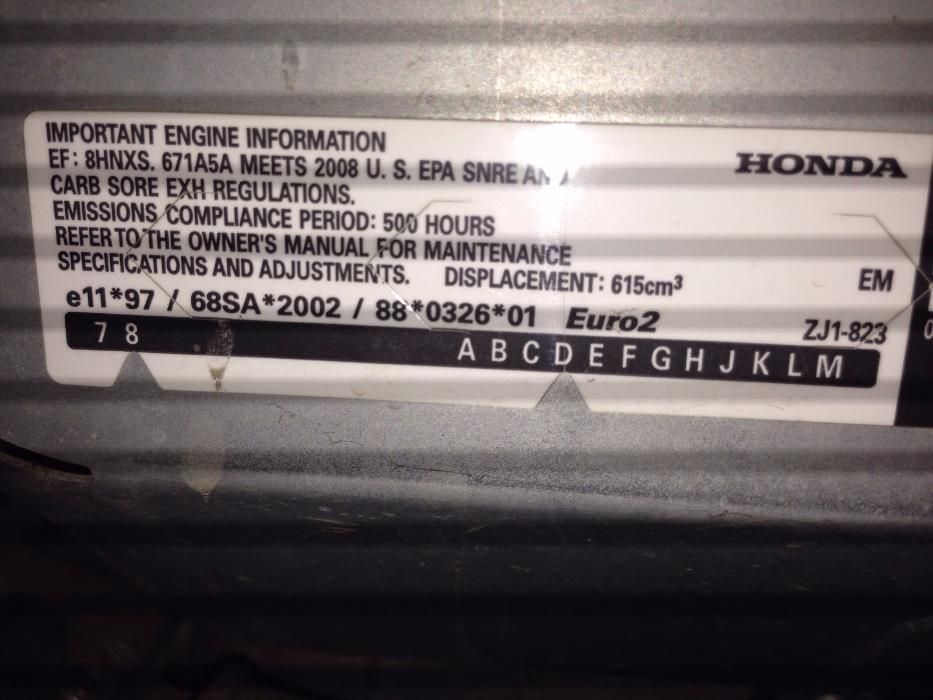 IMPORTANT ENGINE INFORMATION
EF: 8HNXS. 671A5A MEETS 2008 U. S. EPA SNRE
CARB SORE EXH REGULATIONS.
EMISSIONS COMPLIANCE PERIOD: 500 HOURS
REFER TO THE OWNER'S MANUAL FOR MAINTENANCE
SPECIFICATIONS AND ADJUSTMENTS. DISPLACEMENT: 615cm³
e11*97 / 68SA*2002 / 88*0326*01 Euro2
HONDA
EM
ZJ1-823
7 8 A B C D E F G H J K L M